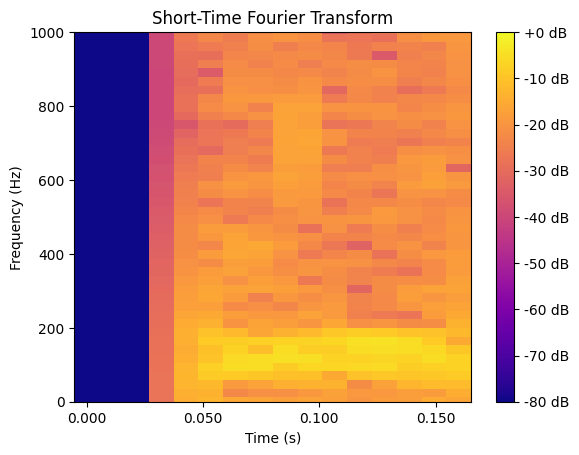 Short-Time Fourier Transform
1000
800
600
400
200
0
Frequency (Hz)
0.000
0.050
0.100
0.150
Time (s)
+0 dB
-10 dB
-20 dB
-30 dB
-40 dB
-50 dB
-60 dB
-70 dB
-80 dB